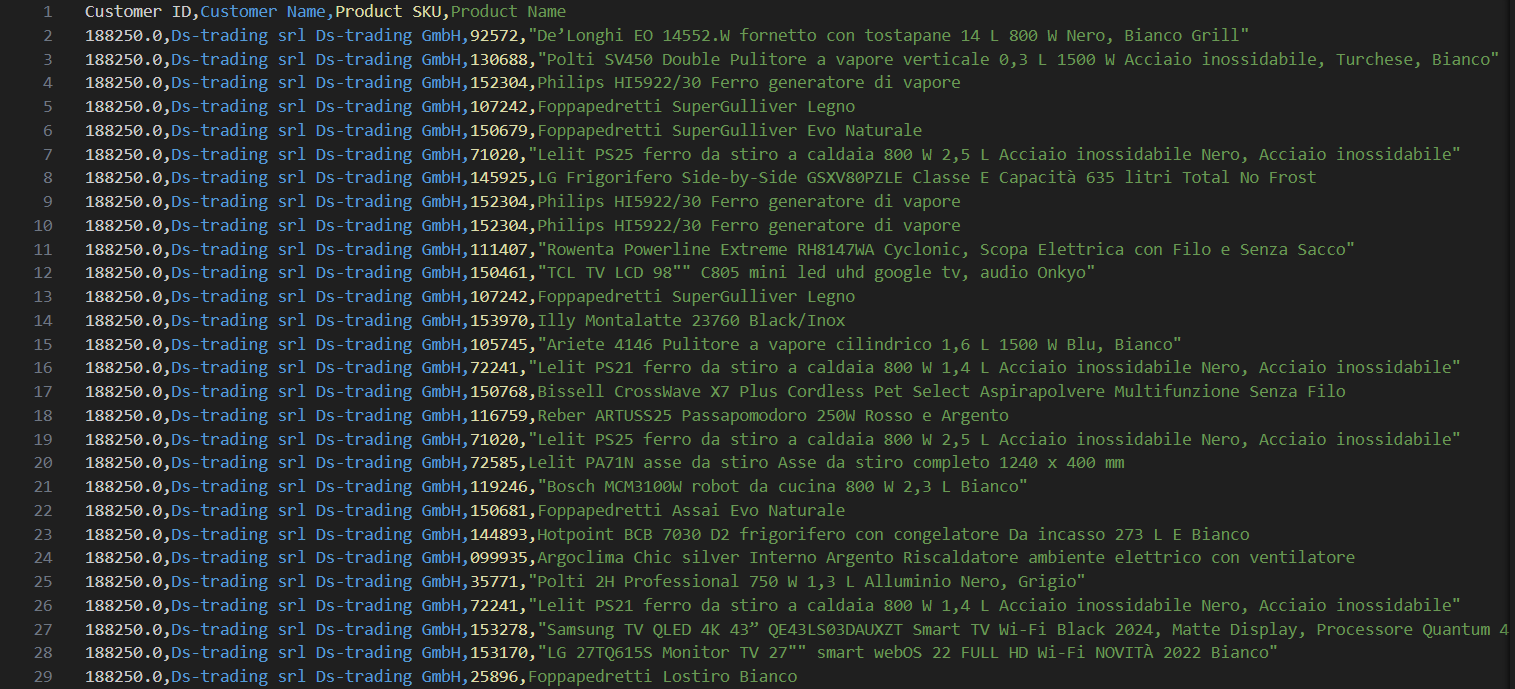 1 Customer ID,Customer Name,Product SKU,Product Name
2 188250.0,Ds-trading srl Ds-trading GmbH,92572,"De’Longhi EO 14552.W fornetto con tostapane 14 L 800 W Nero, Bianco Grill"
3 188250.0,Ds-trading srl Ds-trading GmbH,130688,"Polti SV450 Double Pulitore a vapore verticale 0,3 L 1500 W Acciaio inossidabile, Turchese, Bianco"
4 188250.0,Ds-trading srl Ds-trading GmbH,152304,Philips HI5922/30 Ferro generatore di vapore
5 188250.0,Ds-trading srl Ds-trading GmbH,107242,Foppapedretti SuperGulliver Legno
6 188250.0,Ds-trading srl Ds-trading GmbH,150679,Foppapedretti SuperGulliver Evo Naturale
7 188250.0,Ds-trading srl Ds-trading GmbH,71020,"Lelit PS25 ferro da stiro a caldaia 800 W 2,5 L Acciaio inossidabile Nero, Acciaio inossidabile"
8 188250.0,Ds-trading srl Ds-trading GmbH,145925,LG Frigorifero Side-by-Side GSXV80PZLE Classe E Capacità 635 litri Total No Frost
9 188250.0,Ds-trading srl Ds-trading GmbH,152304,Philips HI5922/30 Ferro generatore di vapore
10 188250.0,Ds-trading srl Ds-trading GmbH,152304,Philips HI5922/30 Ferro generatore di vapore
11 188250.0,Ds-trading srl Ds-trading GmbH,111407,"Rowenta Powerline Extreme RH8147WA Cyclonic, Scopa Elettrica con Filo e Senza Sacco"
12 188250.0,Ds-trading srl Ds-trading GmbH,150461,"TCL TV LCD 98"" C805 mini led uhd google tv, audio Onkyo"
13 188250.0,Ds-trading srl Ds-trading GmbH,107242,Foppapedretti SuperGulliver Legno
14 188250.0,Ds-trading srl Ds-trading GmbH,153970,Illy Montalatte 23760 Black/Inox
15 188250.0,Ds-trading srl Ds-trading GmbH,105745,"Ariete 4146 Pulitore a vapore cilindrico 1,6 L 1500 W Blu, Bianco"
16 188250.0,Ds-trading srl Ds-trading GmbH,72241,"Lelit PS21 ferro da stiro a caldaia 800 W 1,4 L Acciaio inossidabile Nero, Acciaio inossidabile"
17 188250.0,Ds-trading srl Ds-trading GmbH,150768,Bissell CrossWave X7 Plus Cordless Pet Select Aspirapolvere Multifunzione Senza Filo
18 188250.0,Ds-trading srl Ds-trading GmbH,116759,Reber ARTUSS25 Passapomodoro 250W Rosso e Argento
19 188250.0,Ds-trading srl Ds-trading GmbH,71020,"Lelit PS25 ferro da stiro a caldaia 800 W 2,5 L Acciaio inossidabile Nero, Acciaio inossidabile"
20 188250.0,Ds-trading srl Ds-trading GmbH,72585,Lelit PA71N asse da stiro Asse da stiro completo 1240 x 400 mm
21 188250.0,Ds-trading srl Ds-trading GmbH,119246,"Bosch MCM3100W robot da cucina 800 W 2,3 L Bianco"
22 188250.0,Ds-trading srl Ds-trading GmbH,150681,Foppapedretti Assai Evo Naturale
23 188250.0,Ds-trading srl Ds-trading GmbH,144893,Hotpoint BCB 7030 D2 frigorifero con congelatore Da incasso 273 L E Bianco
24 188250.0,Ds-trading srl Ds-trading GmbH,099935,Argoclima Chic silver Interno Argento Riscaldatore ambiente elettrico con ventilatore
25 188250.0,Ds-trading srl Ds-trading GmbH,35771,"Polti 2H Professional 750 W 1,3 L Alluminio Nero, Grigio"
26 188250.0,Ds-trading srl Ds-trading GmbH,72241,"Lelit PS21 ferro da stiro a caldaia 800 W 1,4 L Acciaio inossidabile Nero, Acciaio inossidabile"
27 188250.0,Ds-trading srl Ds-trading GmbH,153278,"Samsung TV QLED 4K 43” QE43LS03DAUXZT Smart TV Wi-Fi Black 2024, Matte Display, Processore Quantum 4
28 188250.0,Ds-trading srl Ds-trading GmbH,153170,"LG 27TQ615S Monitor TV 27"" smart webOS 22 FULL HD Wi-Fi NOVITÀ 2022 Bianco"
29 188250.0,Ds-trading srl Ds-trading GmbH,25896,Foppapedretti Lostiro Bianco